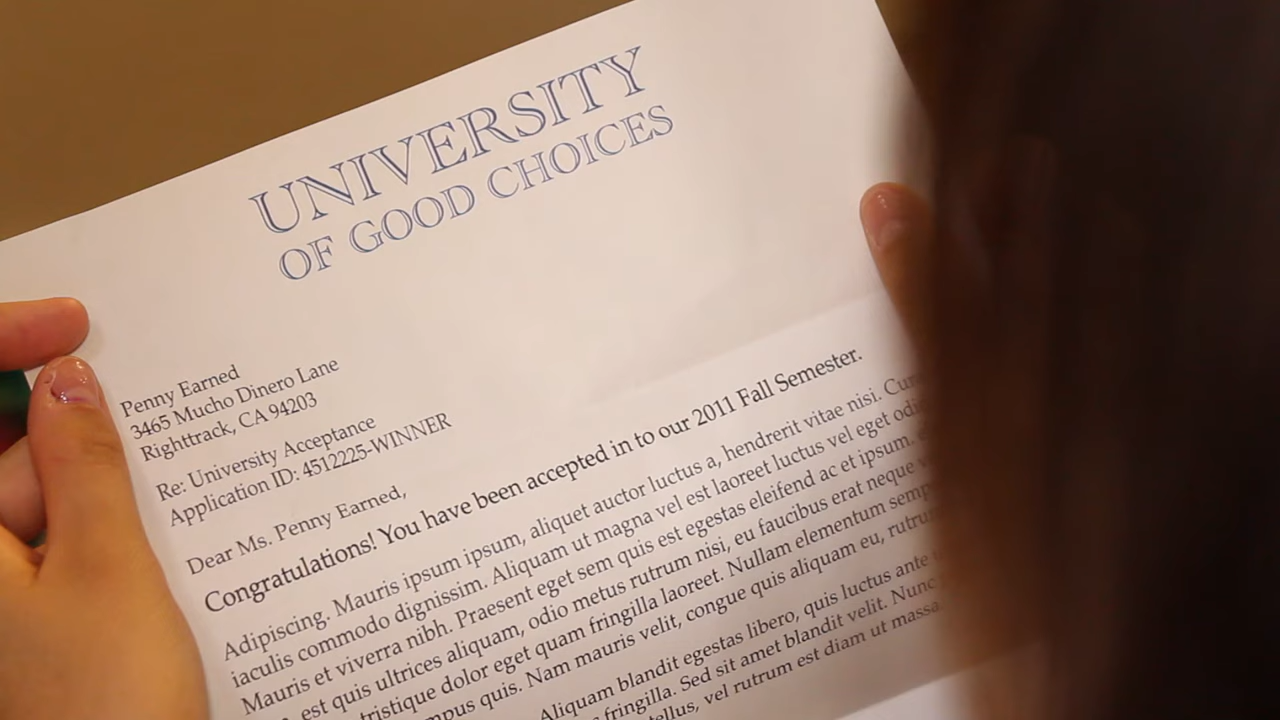 UNIVERSITY
OF GOOD CHOICES
Penny Earned
3465 Mucho Dinero Lane
Righttrack, CA 94203
Re: University Acceptance
Application ID: 4512225-WINNER
Dear Ms. Penny Earned,
Congratulations! You have been accepted in to our 2011 Fall Semester.
Adipiscing. Mauris ipsum ipsum, aliquet auctor luctus a, hendrerit vitae nisi.
iaculis commodo dignissim. Aliquam ut magna vel est laoreet luctus vel eget
Mauris et viverra nibh. Praesent eget sem quis est egestas eleifend ac et ipsum.
est quis ultrices aliquam, odio metus rutrum nisi, eu faucibus erat neque
tristique dolor eget quam fringilla laoreet. Nullam elementum
quis. Nam mauris velit, congue quis aliquam eu,
Aliquam blandit egestas libero, quis luctus ante
fringilla. Sed sit amet blandit velit. Nunc
vel rutrum est diam ut massa